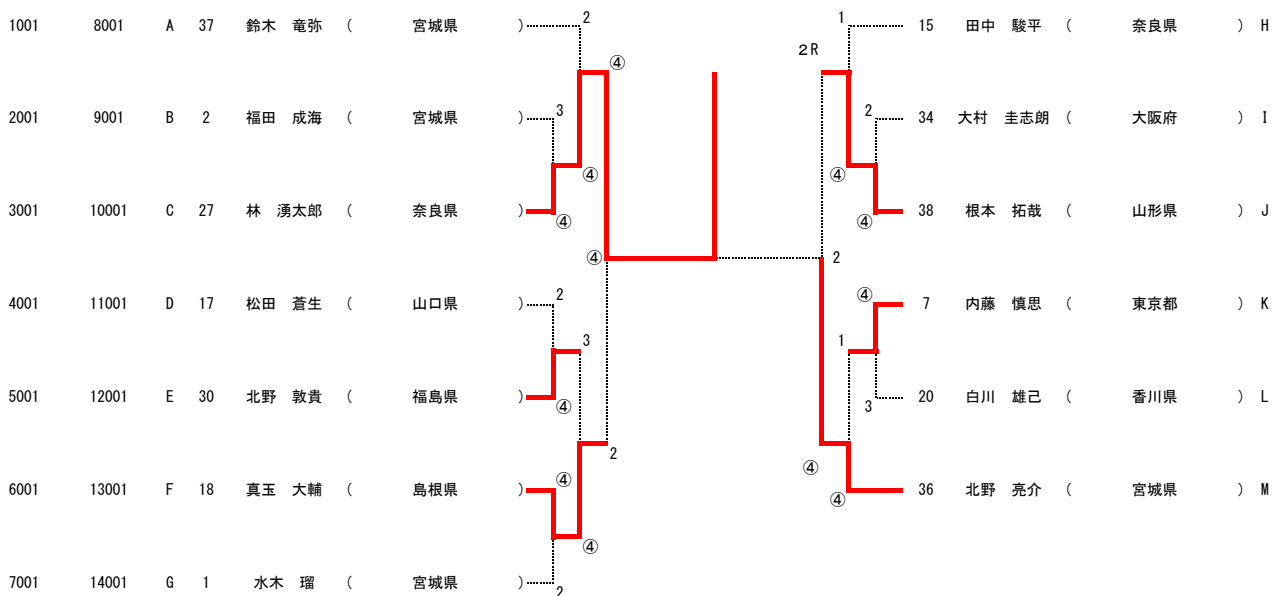 1001 8001 A 37 鈴木 竜弥 ( 宮城県 ) 2 1 15 田中 駿平 ( 奈良県 ) H
④ 2R
2001 9001 B 2 福田 成海 ( 宮城県 ) 3 2 34 大村 圭志朗 ( 大阪府 ) I
④ ④
3001 10001 C 27 林 湧太郎 ( 奈良県 ) ④ ④ 38 根本 拓哉 ( 山形県 ) J
④ 2
4001 11001 D 17 松田 蒼生 ( 山口県 ) 2 ④ 7 内藤 慎思 ( 東京都 ) K
3 1
5001 12001 E 30 北野 敦貴 ( 福島県 ) ④ 3 20 白川 雄己 ( 香川県 ) L
2 ④
6001 13001 F 18 真玉 大輔 ( 島根県 ) ④ ④ 36 北野 亮介 ( 宮城県 ) M
④
7001 14001 G 1 水木 瑠 ( 宮城県 ) 2